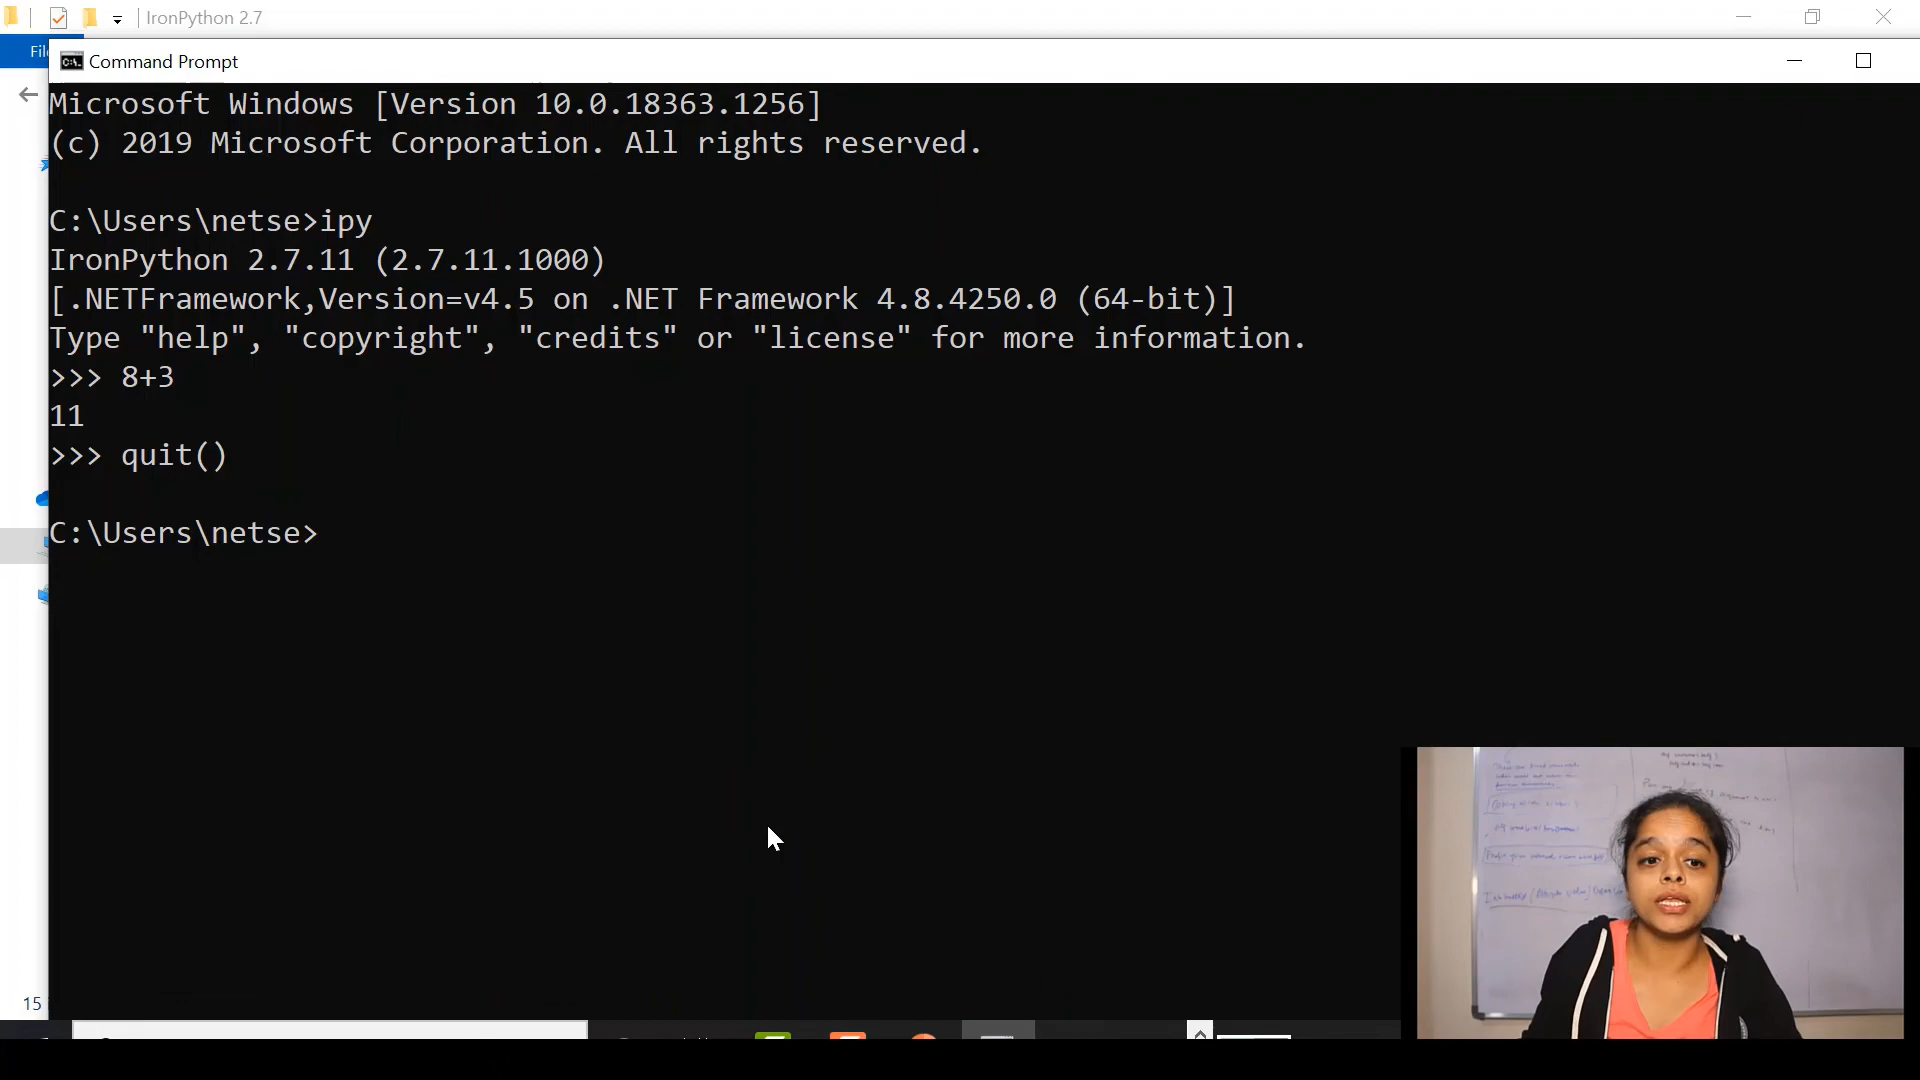 IronPython 2.7
Command Prompt
Microsoft Windows [Version 10.0.18363.1256]
(c) 2019 Microsoft Corporation. All rights reserved.
C:\Users\netse>ipy
IronPython 2.7.11 (2.7.11.1000)
[.NETFramework,Version=v4.5 on .NET Framework 4.8.4250.0 (64-bit)]
Type "help", "copyright", "credits" or "license" for more information.
>>> 8+3
11
>>> quit()
C:\Users\netse>
15